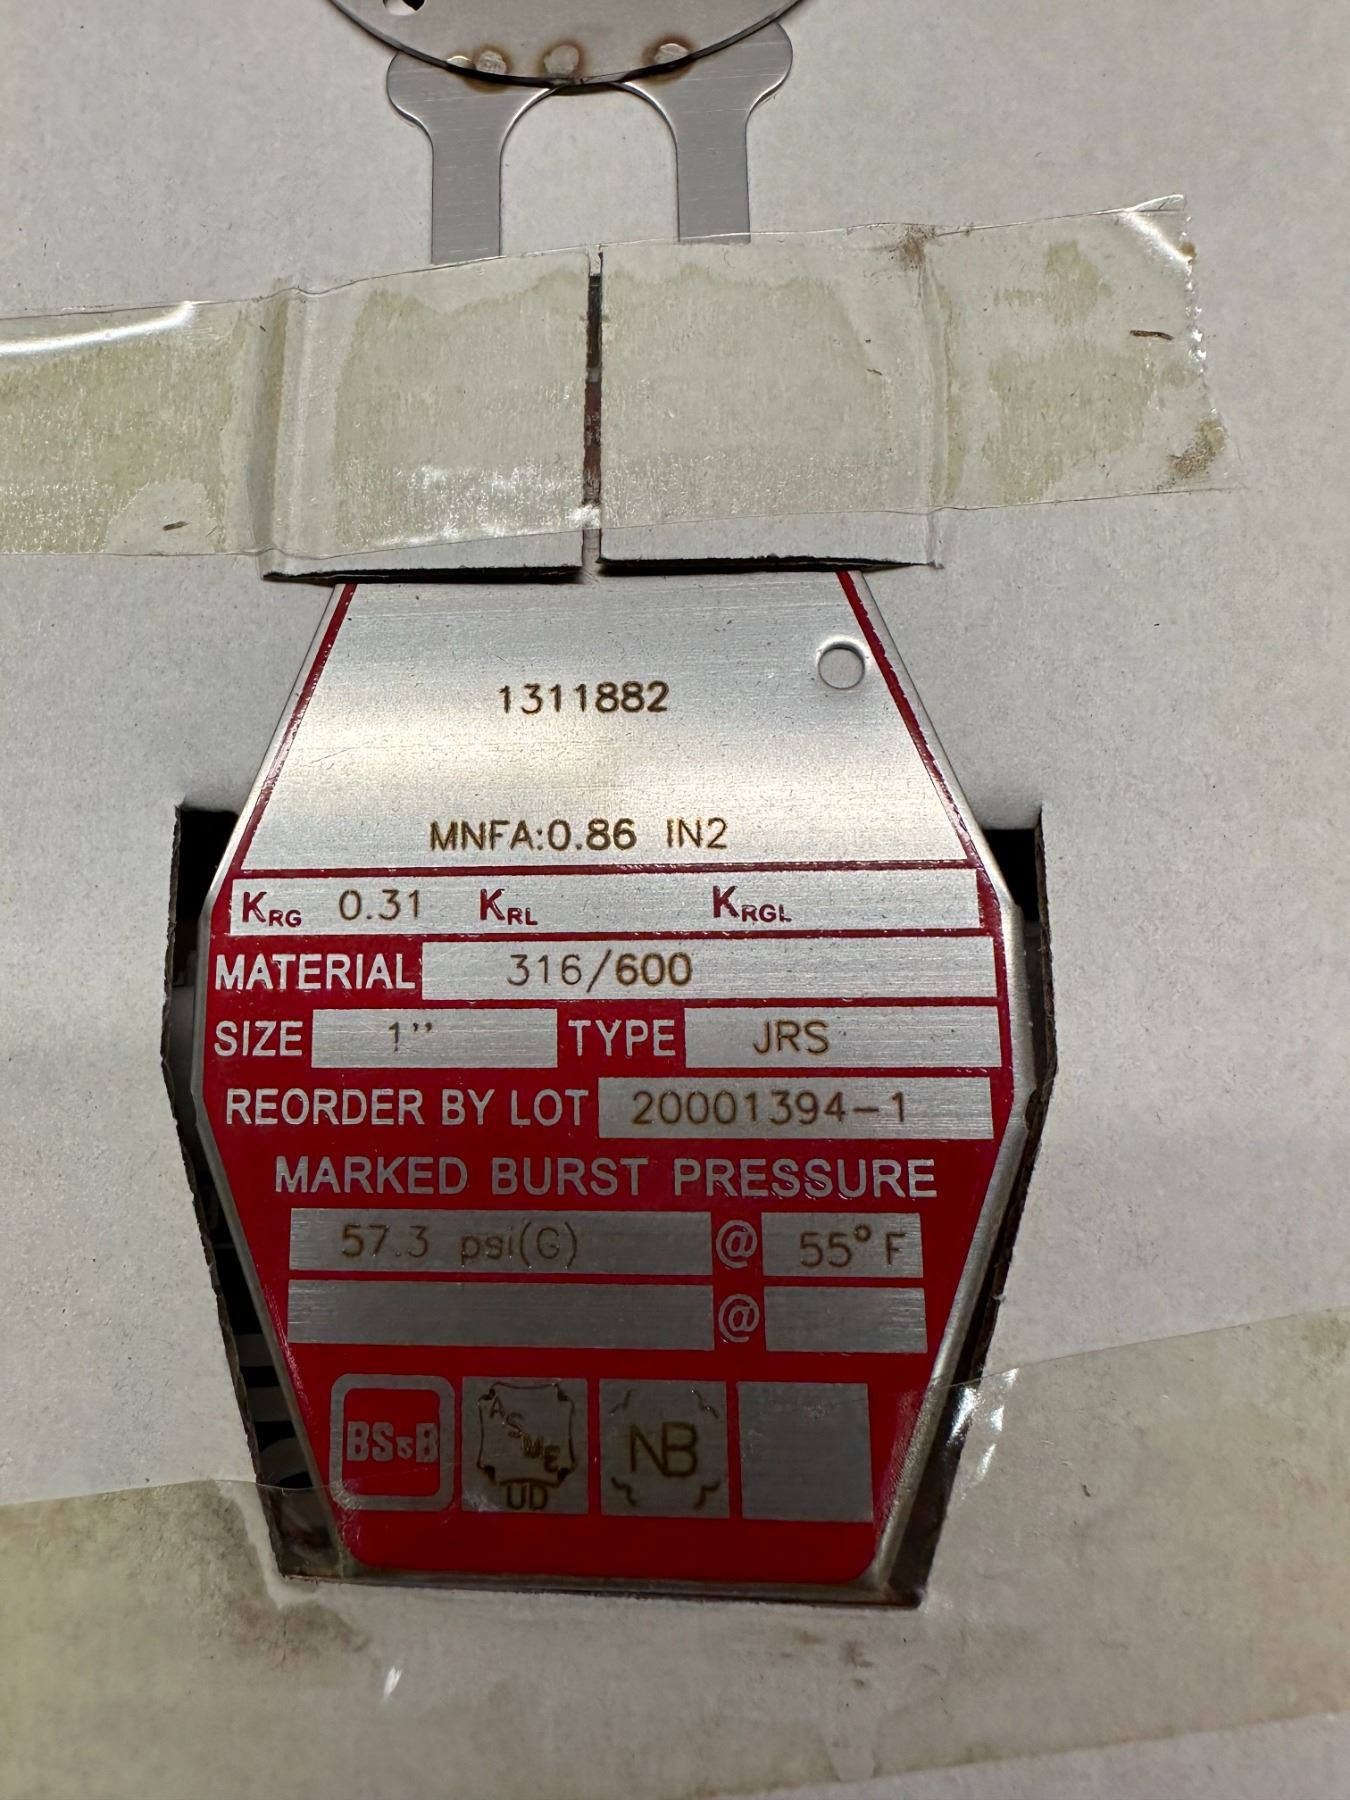 1311882
MNFA:0.86 IN2
KRG 0.31 KRL KRGL
MATERIAL 316/600
SIZE 1" TYPE JRS
REORDER BY LOT 20001394-1
MARKED BURST PRESSURE
57.3 psi(G) @ 55°F
@
BS&B ASME UD NB